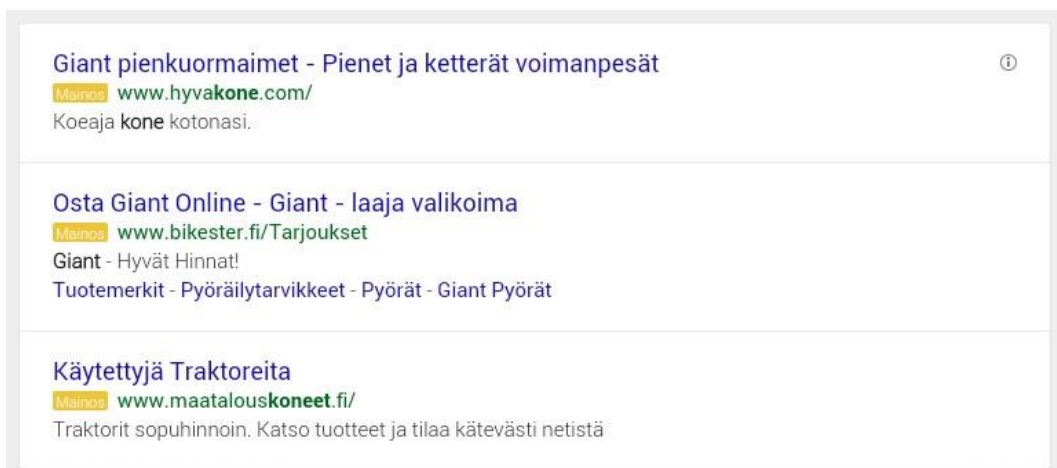 Giant pienkuormaimet - Pienet ja ketterät voimanpesät
Mainos www.hyvakone.com/
Koeaja kone kotonasi.
Osta Giant Online - Giant - laaja valikoima
Mainos www.bikester.fi/Tarjoukset
Giant - Hyvät Hinnat!
Tuotemerkit - Pyöräilytarvikkeet - Pyörät - Giant Pyörät
Käytettyjä Traktoreita
Mainos www.maatalouskoneet.fi/
Traktorit sopuhinnoin. Katso tuotteet ja tilaa kätevästi netistä